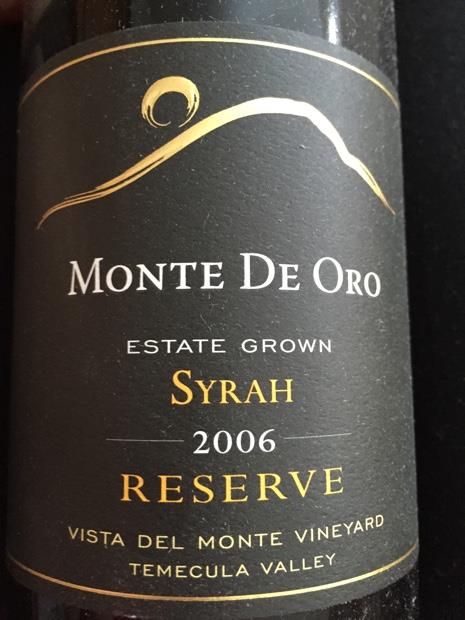 MONTE DE ORO
ESTATE GROWN
SYRAH
2006
RESERVE
VISTA DEL MONTE VINEYARD
TEMECULA VALLEY